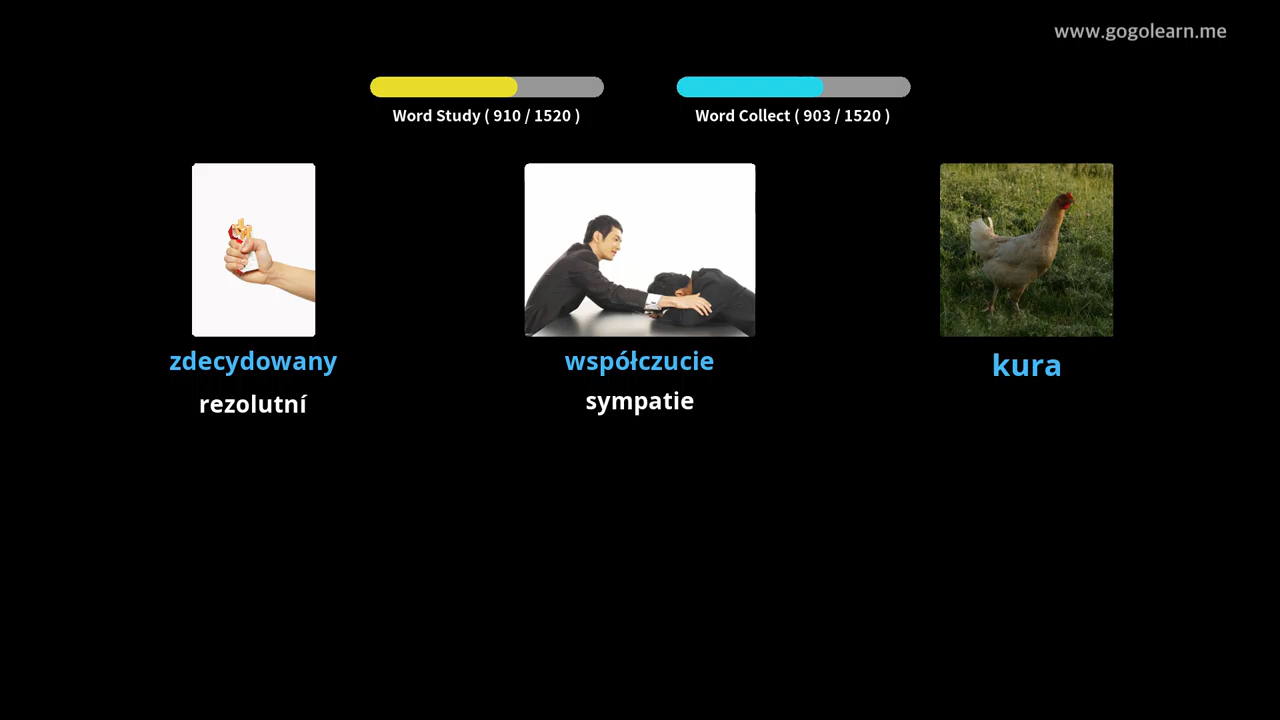 www.gogolearn.me
Word Study ( 910 / 1520 )
Word Collect ( 903 / 1520 )
zdecydowany
rezolutní
współczucie
sympatie
kura